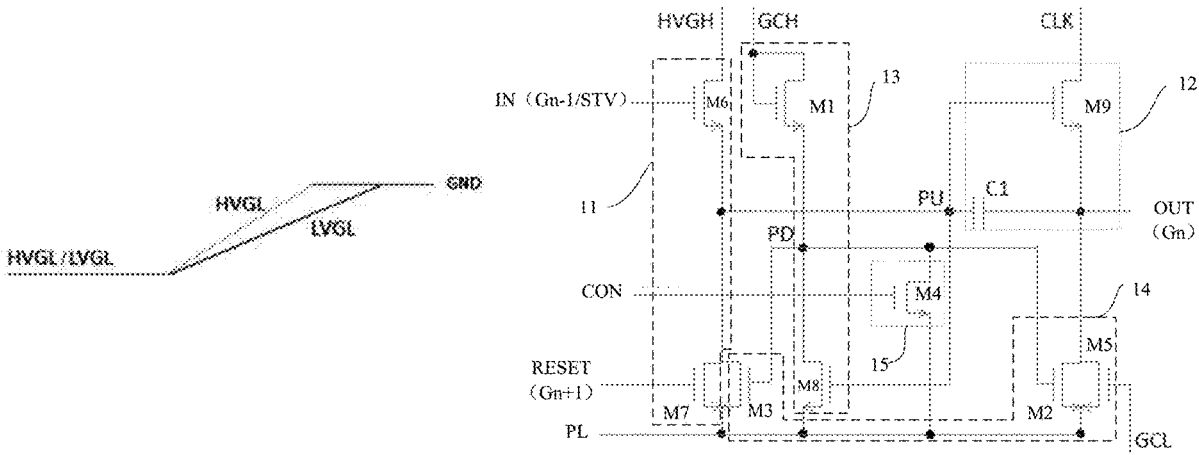 HVGH
GCH
CLK
13
12
IN（Gn-1/STV）
M6
M1
M9
11
HVGL
GND
LVGL
HVGL/LVGL
PU
C1
OUT
(Gn)
PD
CON
M4
14
15
RESET
(Gn+1)
M5
M7
M3
M8
M2
PL
GCL